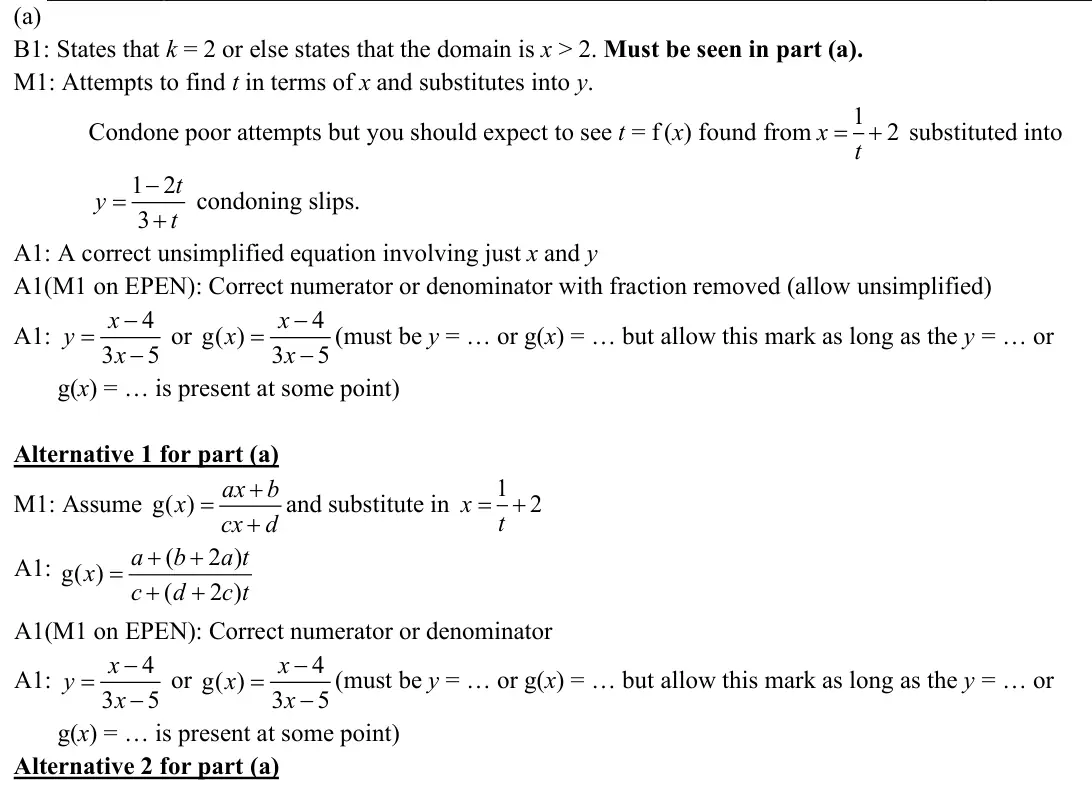 (a)
B1: States that k = 2 or else states that the domain is x > 2. Must be seen in part (a).
M1: Attempts to find t in terms of x and substitutes into y.
Condone poor attempts but you should expect to see t = f(x) found from x = 1/t + 2 substituted into
y = (1 − 2t)/(3 + t) condoning slips.
A1: A correct unsimplified equation involving just x and y
A1(M1 on EPEN): Correct numerator or denominator with fraction removed (allow unsimplified)
A1: y = (x − 4)/(3x − 5) or g(x) = (x − 4)/(3x − 5) (must be y = … or g(x) = … but allow this mark as long as the y = … or
g(x) = … is present at some point)
Alternative 1 for part (a)
M1: Assume g(x) = (ax + b)/(cx + d) and substitute in x = 1/t + 2
A1: g(x) = (a + (b + 2a)t)/(c + (d + 2c)t)
A1(M1 on EPEN): Correct numerator or denominator
A1: y = (x − 4)/(3x − 5) or g(x) = (x − 4)/(3x − 5) (must be y = … or g(x) = … but allow this mark as long as the y = … or
g(x) = … is present at some point)
Alternative 2 for part (a)